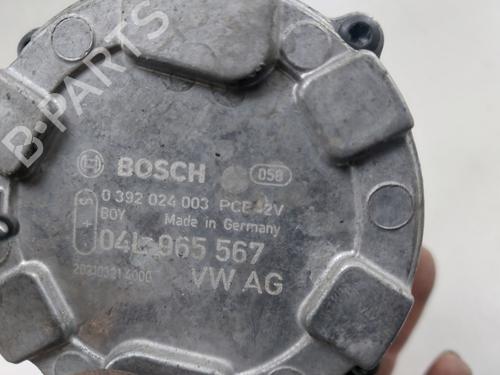 B-PARTS
BOSCH 058
0 392 024 003 PCE 12V
BOY Made in Germany
04L 965 567
VW AG